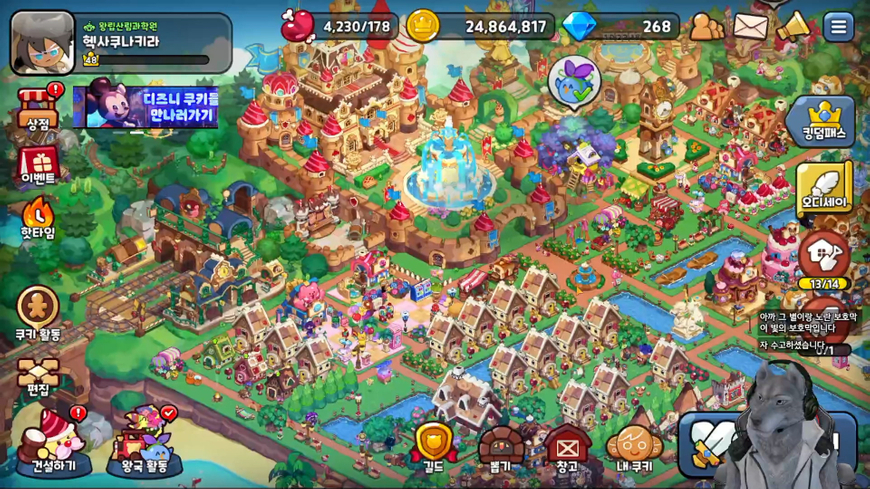 왕립산림과학원
헥사쿠나키라
48
4,230/178
24,864,817
268
디즈니 쿠키를
만나러가기
상점
이벤트
핫타임
쿠키 활동
편집
건설하기
왕국 활동
킹덤패스
오디세이
13/14
아까 그 별이랑 노란 보호막
이 빛의 보호막입니다
자 수고하셨습니다
0/1
길드
뽑기
창고
내 쿠키